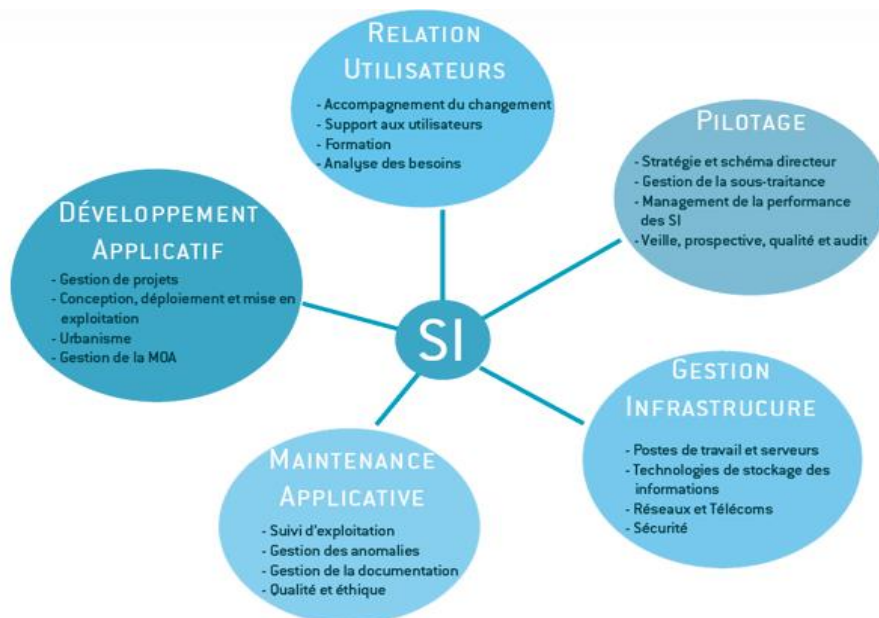 RELATION
UTILISATEURS
- Accompagnement du changement
- Support aux utilisateurs
- Formation
- Analyse des besoins
PILOTAGE
- Stratégie et schéma directeur
- Gestion de la sous-traitance
- Management de la performance
des SI
- Veille, prospective, qualité et audit
DÉVELOPPEMENT
APPLICATIF
- Gestion de projets
- Conception, déploiement et mise en
exploitation
- Urbanisme
- Gestion de la MOA
SI
GESTION
INFRASTRUCURE
- Postes de travail et serveurs
- Technologies de stockage des
informations
- Réseaux et Télécoms
- Sécurité
MAINTENANCE
APPLICATIVE
- Suivi d'exploitation
- Gestion des anomalies
- Gestion de la documentation
- Qualité et éthique